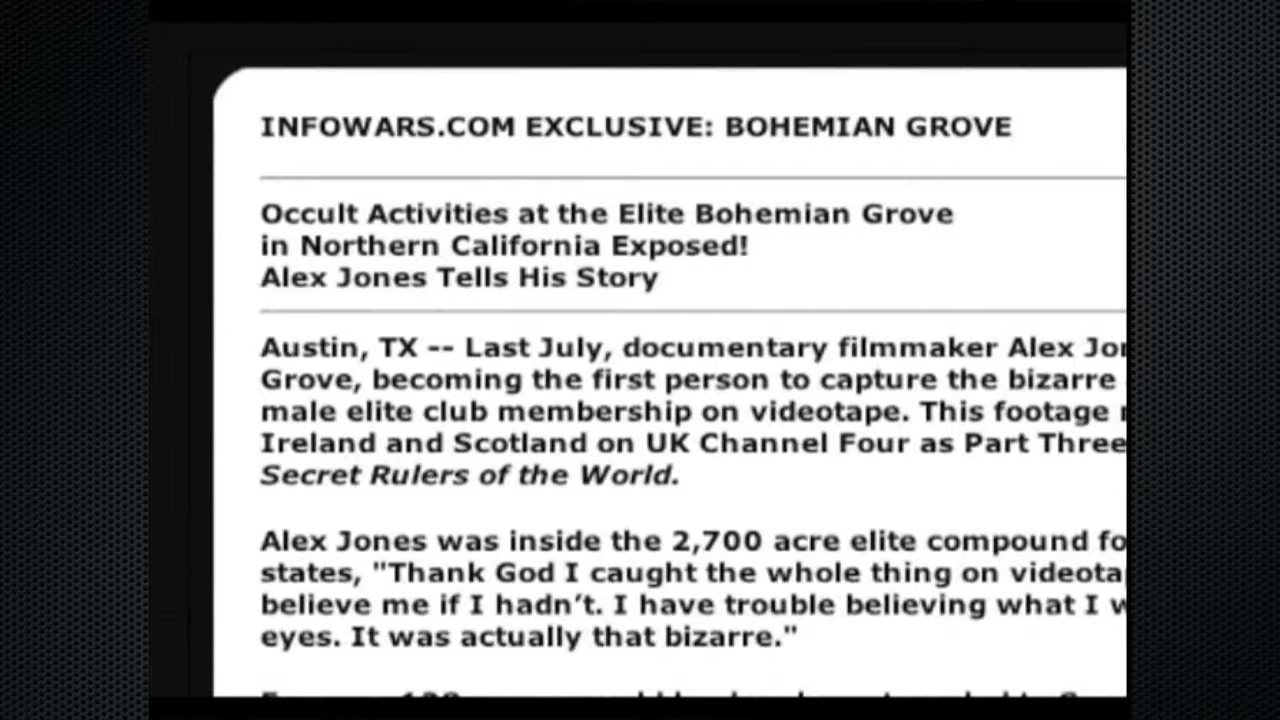 INFOWARS.COM EXCLUSIVE: BOHEMIAN GROVE
Occult Activities at the Elite Bohemian Grove
in Northern California Exposed!
Alex Jones Tells His Story
Austin, TX -- Last July, documentary filmmaker Alex
Grove, becoming the first person to capture the bizarre
male elite club membership on videotape. This footage
Ireland and Scotland on UK Channel Four as Part Three
Secret Rulers of the World.
Alex Jones was inside the 2,700 acre elite compound
states, "Thank God I caught the whole thing on
believe me if I hadn’t. I have trouble believing what I
eyes. It was actually that bizarre."